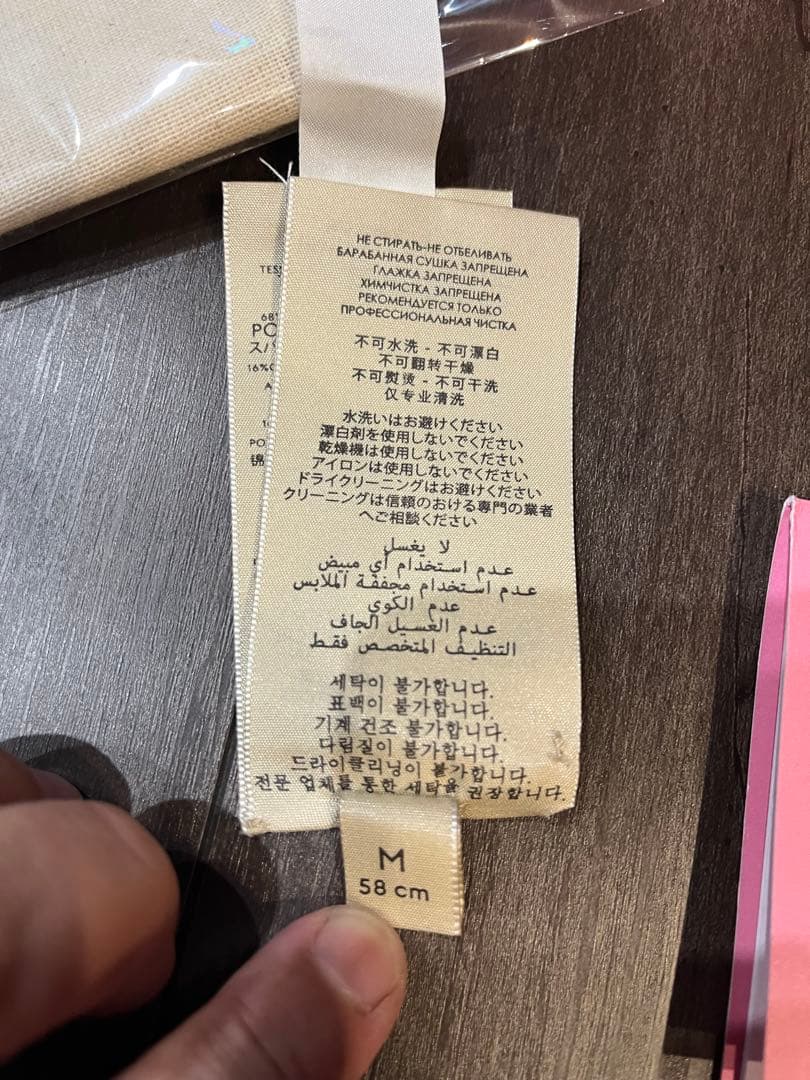 НЕ СТИРАТЬ-НЕ ОТБЕЛИВАТЬ
БАРАБАННАЯ СУШКА ЗАПРЕЩЕНА
ГЛАЖКА ЗАПРЕЩЕНА
ХИМЧИСТКА ЗАПРЕЩЕНА
РЕКОМЕНДУЕТСЯ ТОЛЬКО
ПРОФЕССИОНАЛЬНАЯ ЧИСТКА
不可水洗 - 不可漂白
不可翻转干燥
不可熨烫 - 不可干洗
仅专业清洗
水洗いはお避けください
漂白剤を使用しないでください
乾燥機は使用しないでください
アイロンは使用しないでください
ドライクリーニングはお避けください
クリーニングは信頼のおける専門の業者
へご相談ください
لا يغسل
عدم استخدام أي مبيض
عدم استخدام مجففة الملابس
عدم الكوي
عدم الغسيل الجاف
التنظيف المتخصص فقط
세탁이 불가합니다.
표백이 불가합니다.
기계 건조 불가합니다.
다림질이 불가합니다.
드라이클리닝이 불가합니다.
전문 업체를 통한 세탁을 권장합니다.
M
58 cm